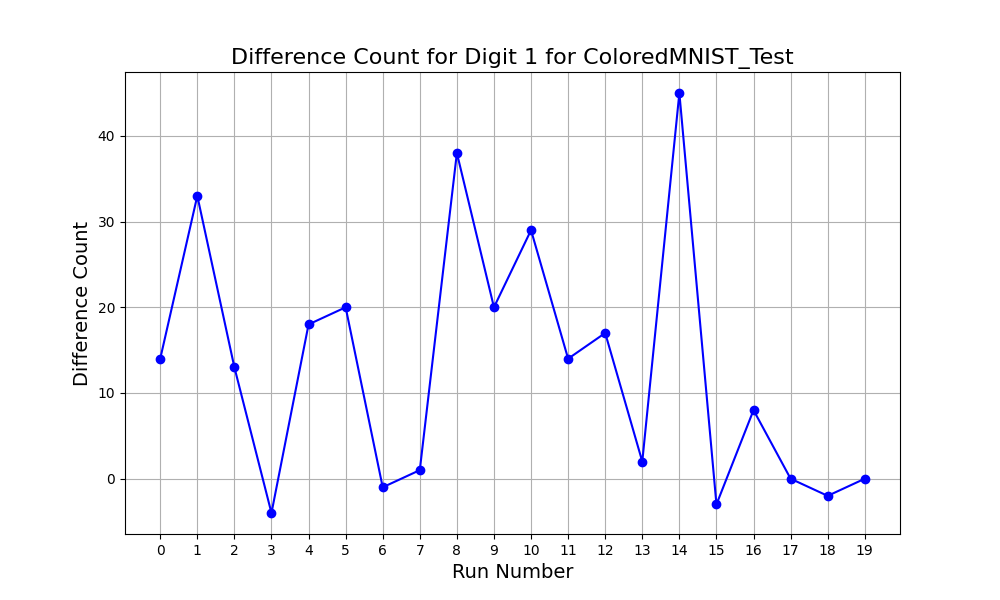 Difference Count for Digit 1 for ColoredMNIST_Test
Difference Count
40
30
20
10
0
0 1 2 3 4 5 6 7 8 9 10 11 12 13 14 15 16 17 18 19
Run Number